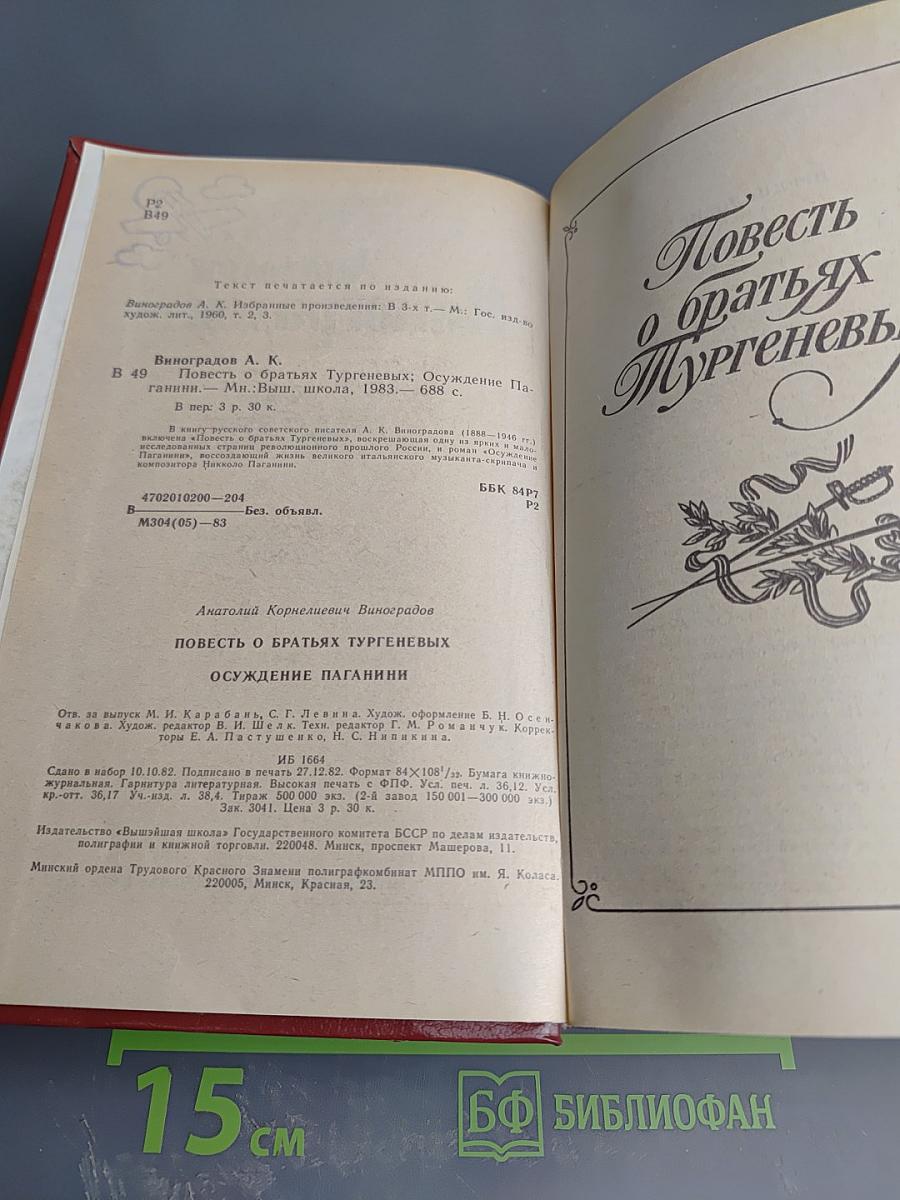 Р2
В49
Текст печатается по изданию:
Виноградов А. К. Избранные произведения: В 3-х т.— М.: Гос. изд-во
худож. лит., 1960, т. 2, 3.
Виноградов А. К.
В 49 Повесть о братьях Тургеневых; Осуждение Па-
ганини.— Мн.:Выш. школа, 1983.— 688 с.
В пер: 3 р. 30 к.
В книгу русского советского писателя А. К. Виноградова (1888—1946 гг.)
включена «Повесть о братьях Тургеневых», воскрешающая одну из ярких и мало-
исследованных страниц революционного прошлого России, и роман «Осуждение
Паганини», воссоздающий жизнь великого итальянского музыканта-скрипача и
композитора Никколо Паганини.
4702010200—204
В————Без. объявл.
М304(05)—83
ББК 84Р7
Р2
Анатолий Корнелиевич Виноградов
ПОВЕСТЬ О БРАТЬЯХ ТУРГЕНЕВЫХ
ОСУЖДЕНИЕ ПАГАНИНИ
Отв. за выпуск М. И. Карабань, С. Г. Левина. Худож. оформление Б. Н. Осен-
чакова. Худож. редактор В. И. Шелк. Техн. редактор Г. М. Романчук. Коррек-
торы Е. А. Пастушенко, Н. С. Нипикина.
ИБ 1664
Сдано в набор 10.10.82. Подписано в печать 27.12.82. Формат 84×108¹/₃₂. Бумага книжно-
журнальная. Гарнитура литературная. Высокая печать с ФПФ. Усл. печ. л. 36,12. Усл.
кр.-отт. 36,17 Уч.-изд. л. 38,4. Тираж 500 000 экз. (2-й завод 150 001—300 000 экз.)
Зак. 3041. Цена 3 р. 30 к.
Издательство «Вышэйшая школа» Государственного комитета БССР по делам издательств,
полиграфии и книжной торговли. 220048. Минск, проспект Машерова, 11.
Минский ордена Трудового Красного Знамени полиграфкомбинат МППО им. Я. Коласа.
220005, Минск, Красная, 23.
Повесть
о братьях
Тургеневы
15 см
БФ БИБЛИОФАН